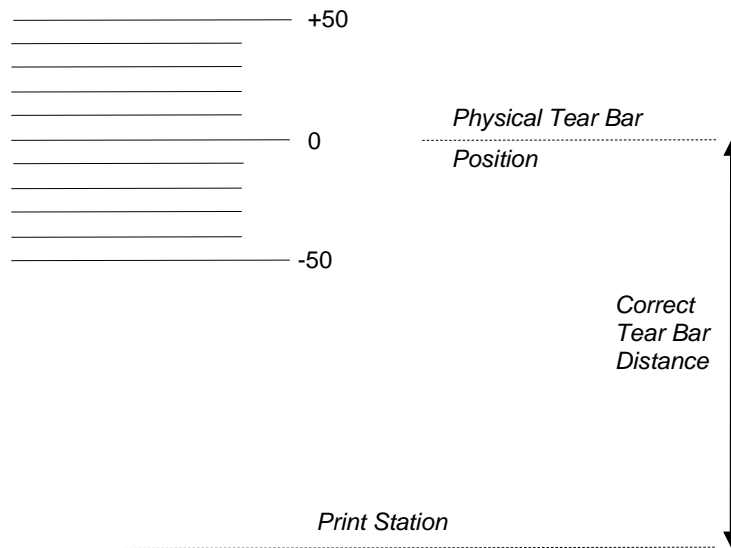 +50
Physical Tear Bar
0
Position
-50
Correct
Tear Bar
Distance
Print Station